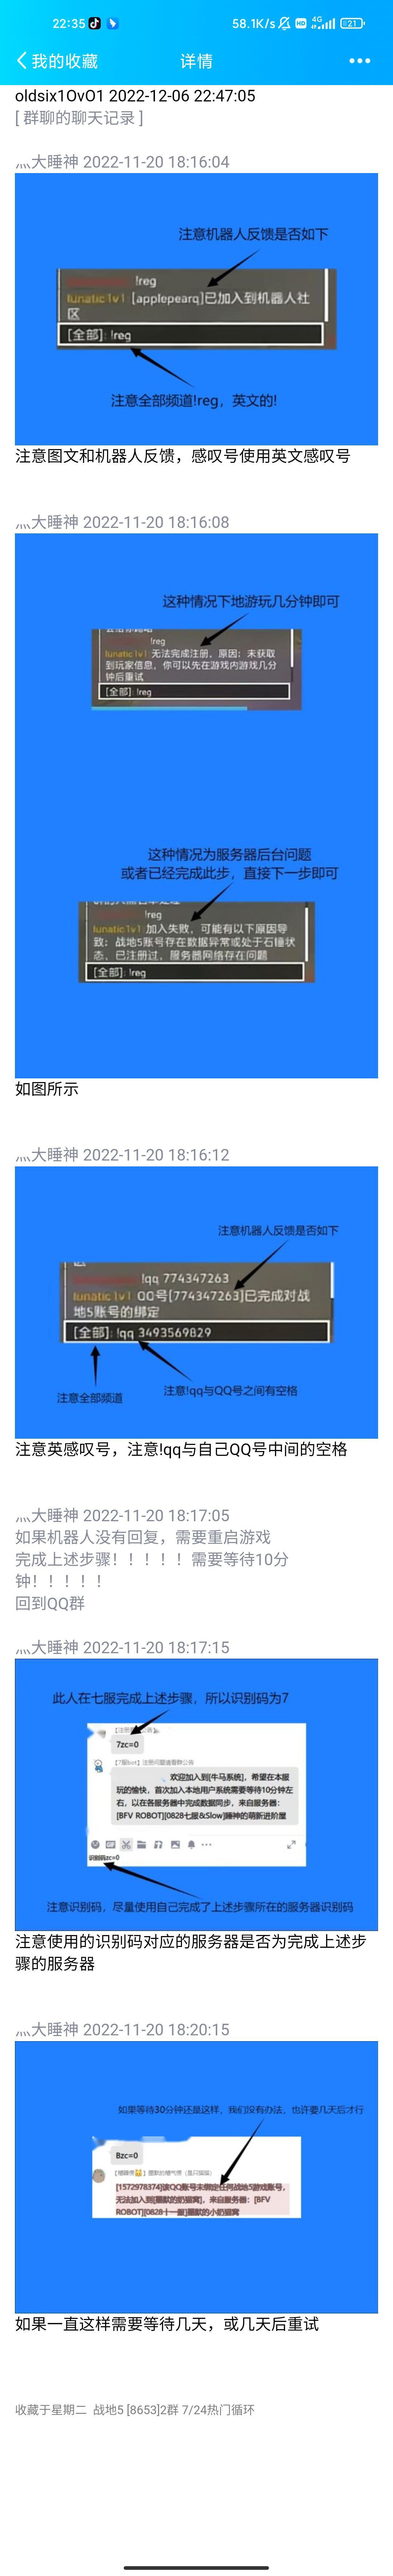 22:35
58.1K/s
HD
4G
21
我的收藏
详情
oldsix1OvO1 2022-12-06 22:47:05
[ 群聊的聊天记录 ]
灬大睡神 2022-11-20 18:16:04
注意机器人反馈是否如下
!reg
lunatic1v1: [applepearq]已加入到机器人社
区
[全部]: !reg
注意全部频道!reg，英文的!
注意图文和机器人反馈，感叹号使用英文感叹号
灬大睡神 2022-11-20 18:16:08
这种情况下地游玩几分钟即可
!reg
lunatic1v1: 无法完成注册，原因：未获取
到玩家信息，你可以先在游戏内游戏几分
钟后重试
[全部]: !reg
这种情况为服务器后台问题
或者已经完成此步，直接下一步即可
!reg
lunatic1v1: 加入失败，可能有以下原因导
致：战地5账号存在数据异常或处于石锤状
态、已注册过，服务器网络存在问题
[全部]: !reg
如图所示
灬大睡神 2022-11-20 18:16:12
注意机器人反馈是否如下
!qq 774347263
lunatic1v1: QQ号[774347263]已完成对战
地5账号的绑定
[全部]: !qq 3493569829
注意全部频道
注意!qq与QQ号之间有空格
注意英感叹号，注意!qq与自己QQ号中间的空格
灬大睡神 2022-11-20 18:17:05
如果机器人没有回复，需要重启游戏
完成上述步骤！！！！！需要等待10分
钟！！！！！
回到QQ群
灬大睡神 2022-11-20 18:17:15
此人在七服完成上述步骤，所以识别码为7
7zc=0
【7服bot】注册问题请看群公告
欢迎加入到[牛马系统]，希望在本服
玩的愉快，首次加入本地用户系统需要等待10分钟左
右，以在各服务器中完成数据同步，来自服务器：
[BFV ROBOT][0828七服&Slow]睡神的萌新进阶屋
识别码zc=0
注意识别码，尽量使用自己完成了上述步骤所在的服务器识别码
注意使用的识别码对应的服务器是否为完成上述步
骤的服务器
灬大睡神 2022-11-20 18:20:15
如果等待30分钟还是这样，我们没有办法，也许要几天后才行
Bzc=0
[1572978374]该QQ账号未绑定任何战地5游戏账号，
无法加入到[墨默的奶猫窝]，来自服务器：[BFV
ROBOT][0828十一服]墨默的小奶猫窝
如果一直这样需要等待几天，或几天后重试
收藏于星期二 战地5 [8653]2群 7/24热门循环